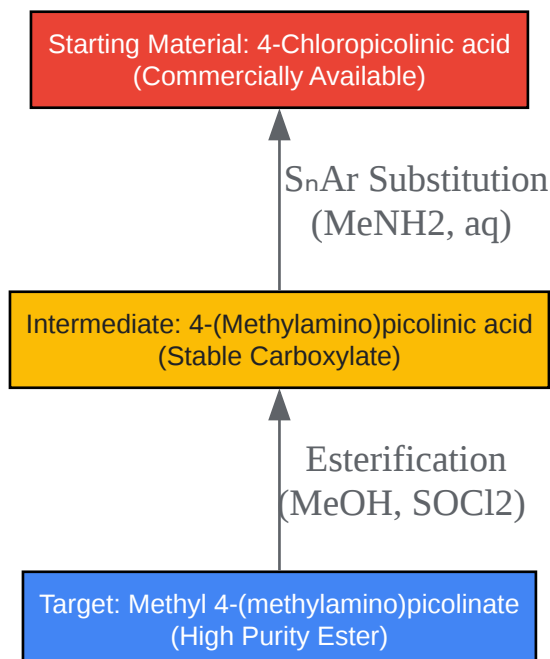 Starting Material: 4-Chloropicolinic acid
(Commercially Available)
SₙAr Substitution
(MeNH2, aq)
Intermediate: 4-(Methylamino)picolinic acid
(Stable Carboxylate)
Esterification
(MeOH, SOCl2)
Target: Methyl 4-(methylamino)picolinate
(High Purity Ester)